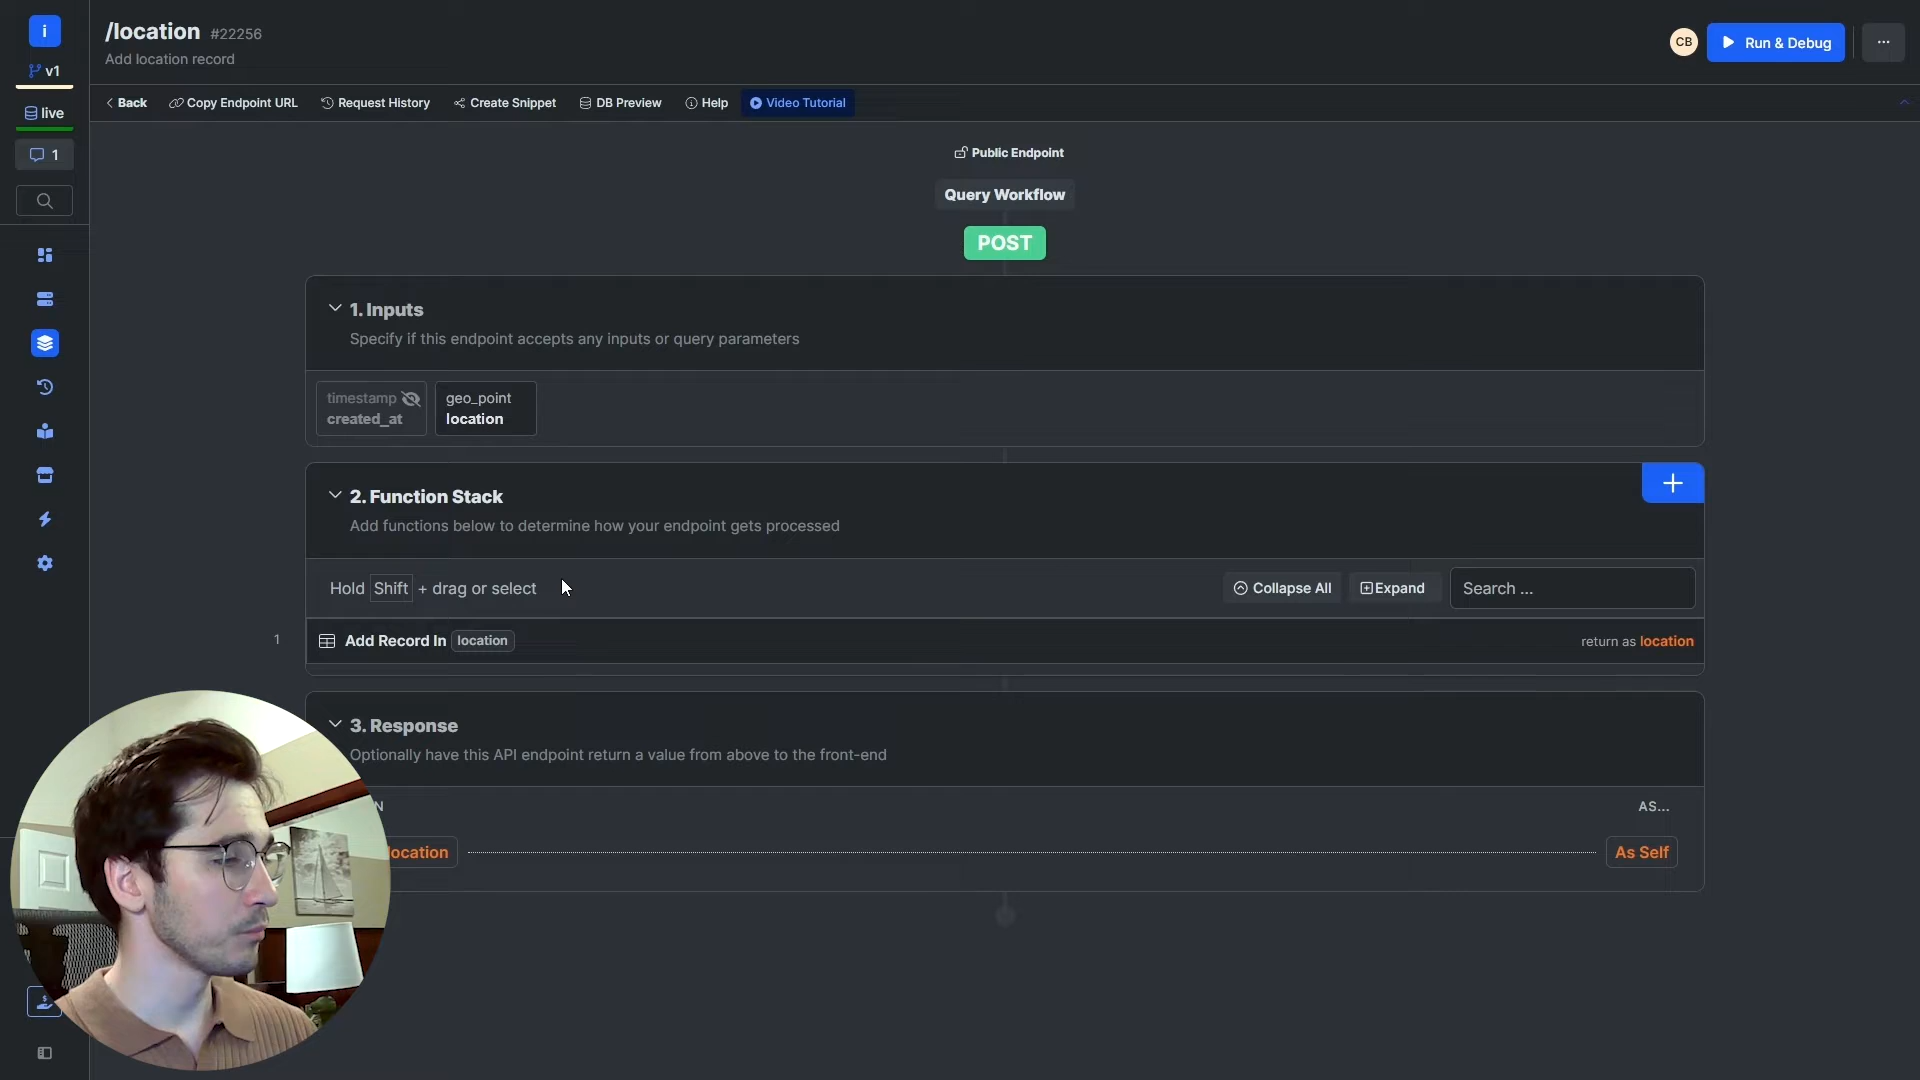 i
/location #22256
Add location record
CB
Run & Debug
v1
live
1
Back
Copy Endpoint URL
Request History
Create Snippet
DB Preview
Help
Video Tutorial
Public Endpoint
Query Workflow
POST
1. Inputs
Specify if this endpoint accepts any inputs or query parameters
timestamp
created_at
geo_point
location
2. Function Stack
Add functions below to determine how your endpoint gets processed
Hold Shift + drag or select
Collapse All
Expand
Search ...
1
Add Record In location
return as location
3. Response
Optionally have this API endpoint return a value from above to the front-end
AS...
location
As Self